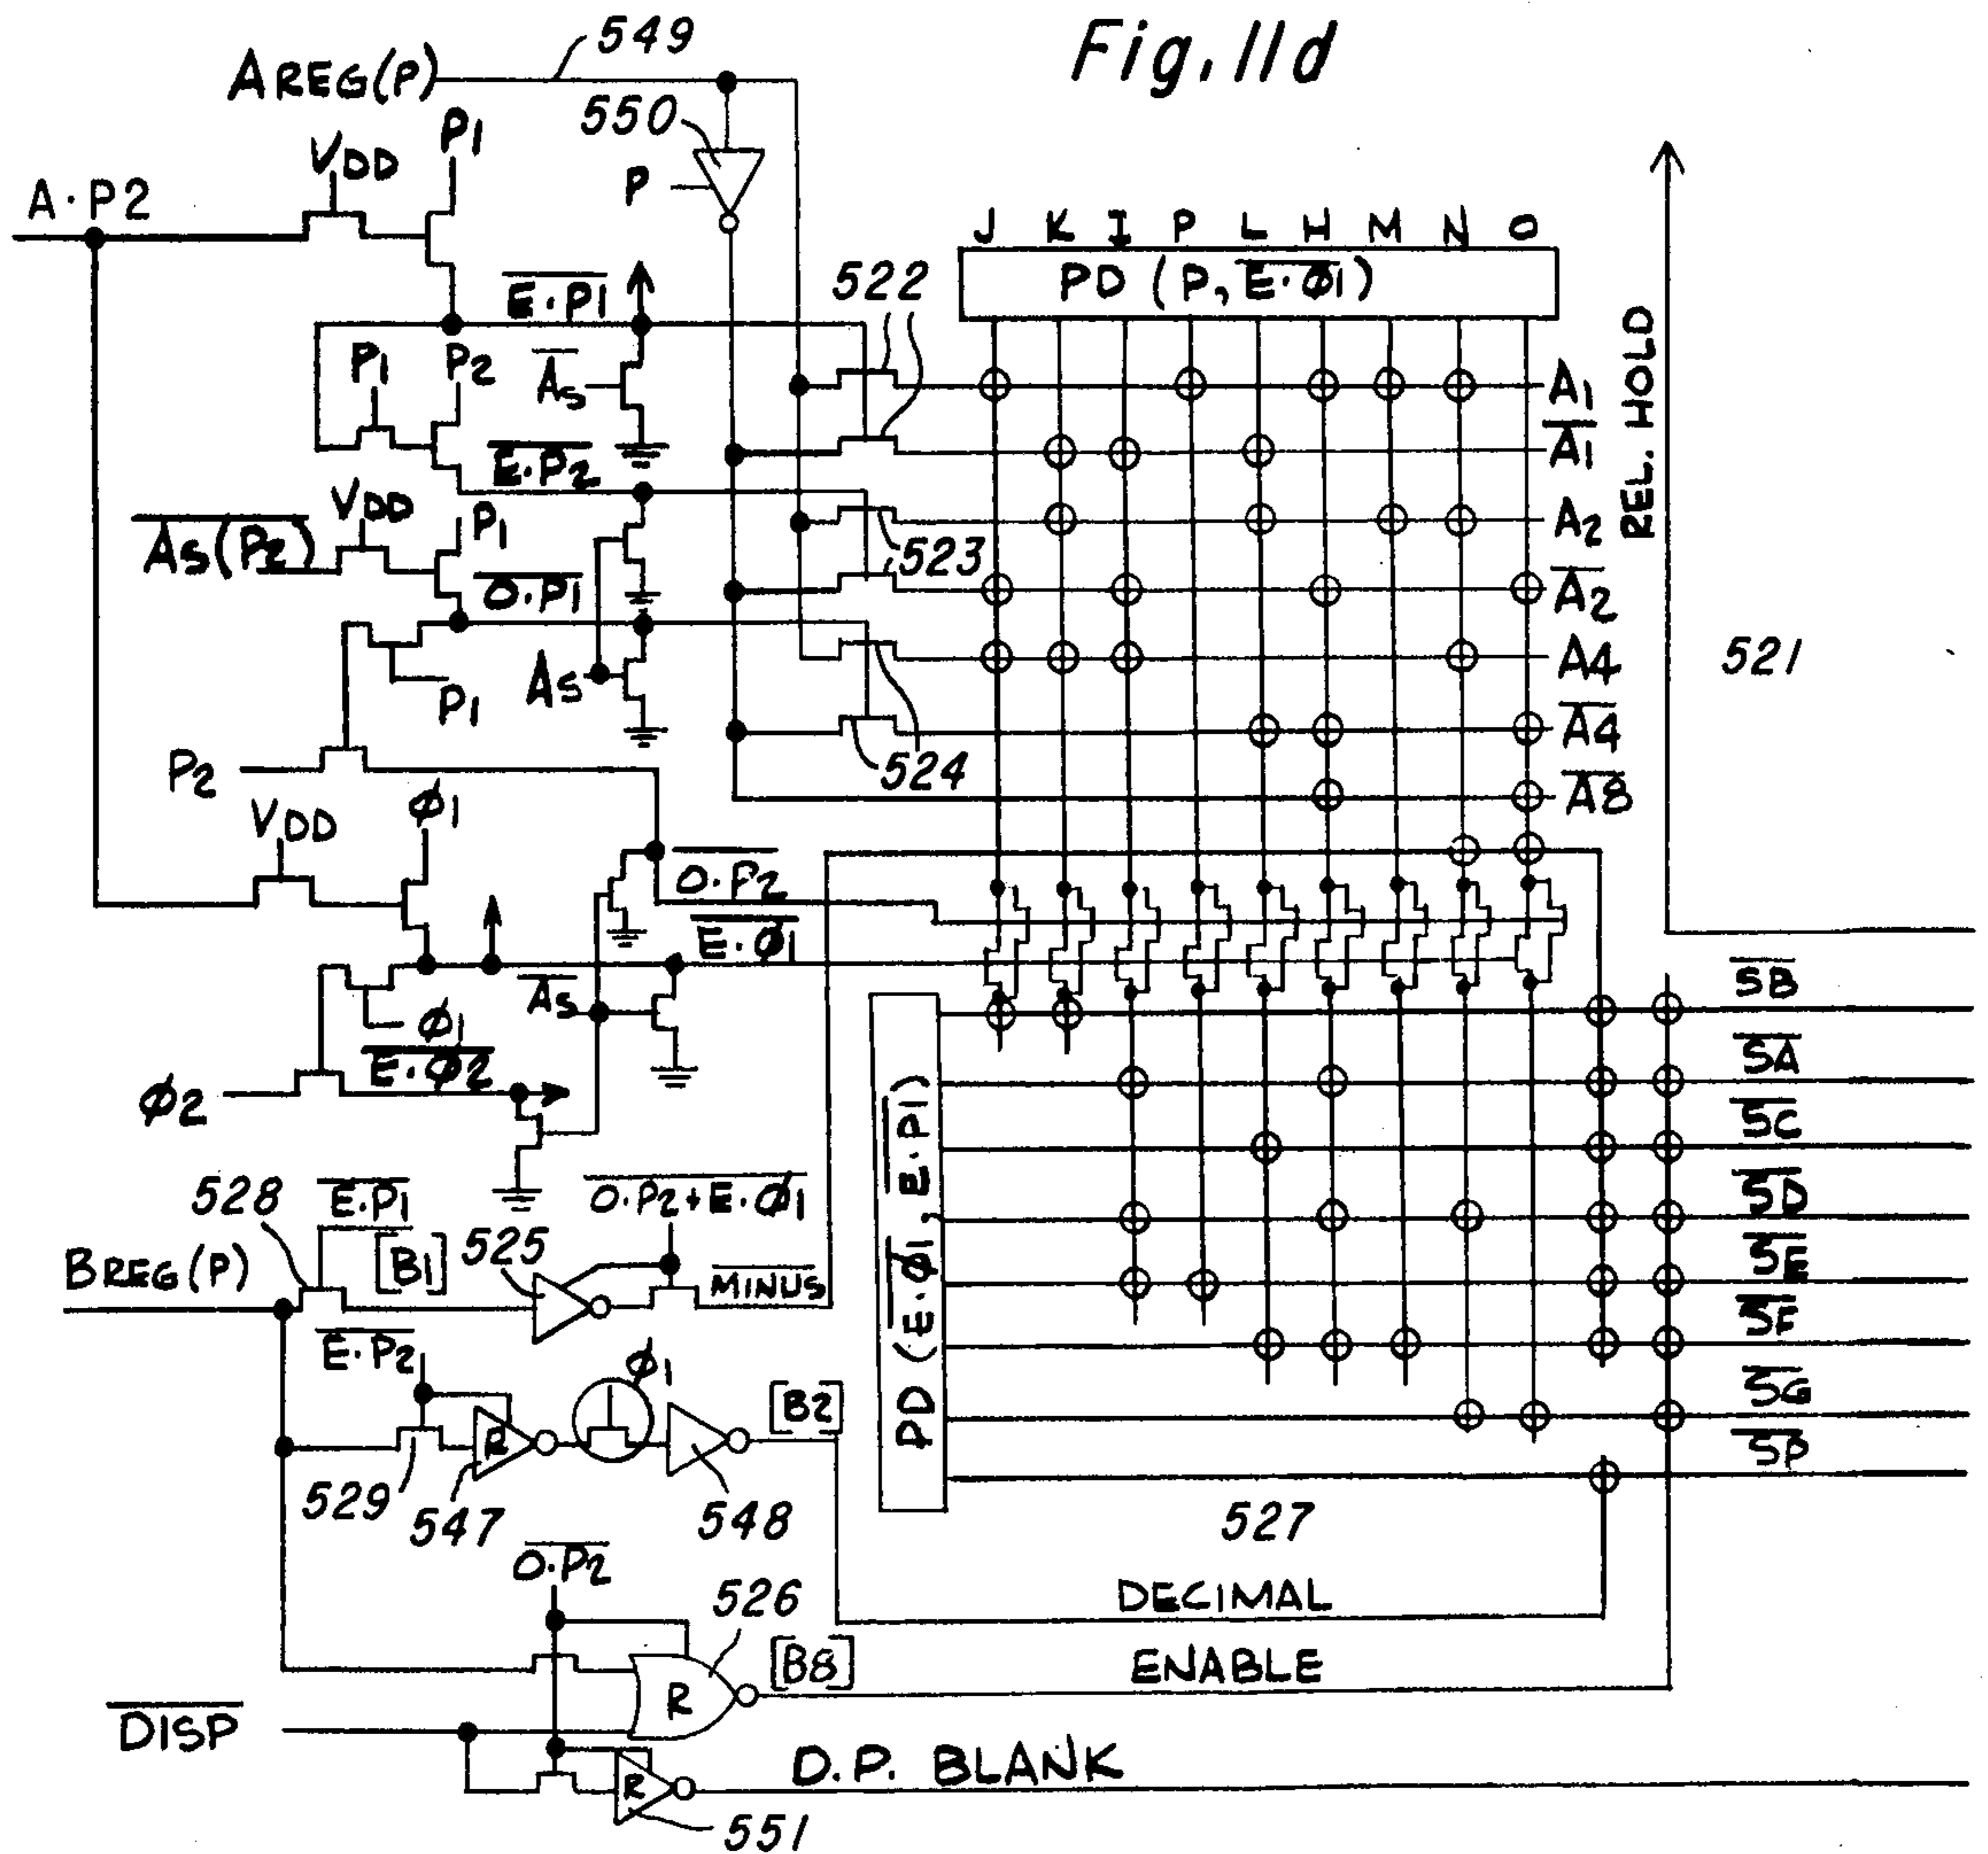 Fig. 11d
549
AREG(P)
550
P1
VDD
P
A·P2
J K I P L H M N O
PD (P, E·φ1)
522
E·P1
REL. HOLD
P1
P2
AS
A1
A1
E·P2
VDD
P1
AS(P2)
A2
523
O·P1
A2
521
AS
A4
P1
A4
P2
524
φ1
A8
VDD
O·P2
E·φ1
SB
AS
φ1
SA
E·φ2
φ2
SC
PD (E·φ1, E·P1)
528
E·P1
O·P2+E·φ1
SD
[B1]
525
BREG(P)
MINUS
SE
E·P2
φ1
SF
[B2]
SG
R
SP
529
547
548
527
O·P2
526
DECIMAL
[B8]
ENABLE
R
DISP
D.P. BLANK
R
551